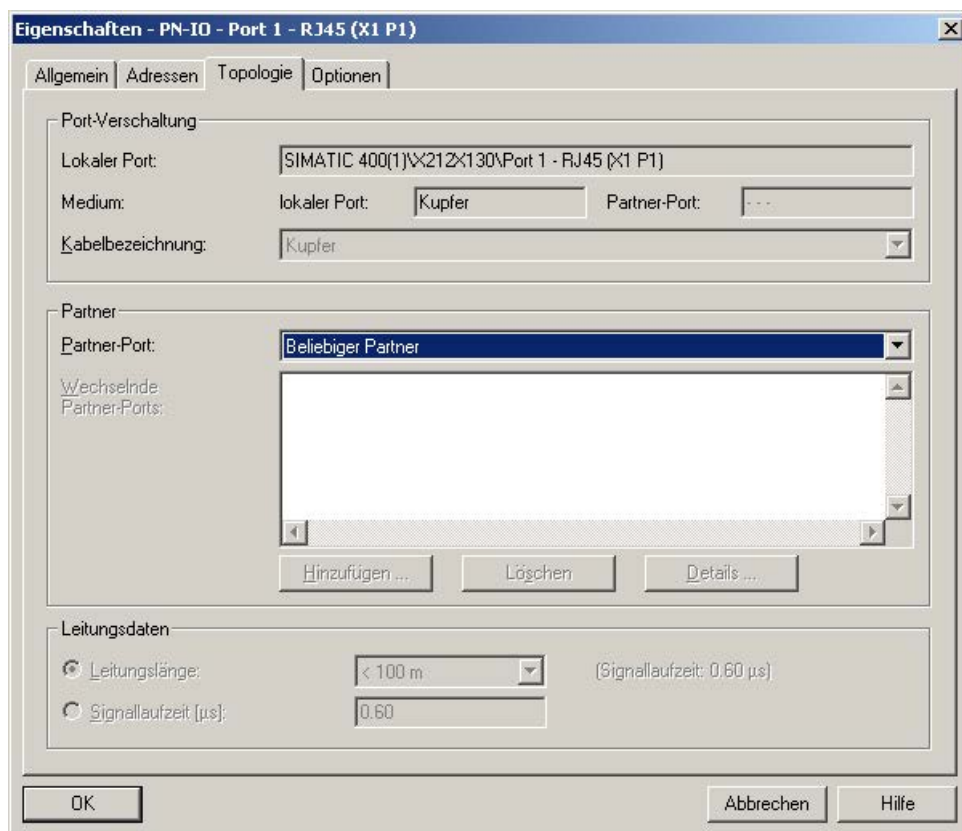 Eigenschaften - PN-IO - Port 1 - RJ45 (X1 P1)
Allgemein Adressen Topologie Optionen
Port-Verschaltung
Lokaler Port: SIMATIC 400(1)\X212X130\Port 1 - RJ45 (X1 P1)
Medium: lokaler Port: Kupfer Partner-Port: - - -
Kabelbezeichnung: Kupfer
Partner
Partner-Port: Beliebiger Partner
Wechselnde
Partner-Ports:
Hinzufügen ... Löschen Details ...
Leitungsdaten
Leitungslänge: < 100 m (Signallaufzeit: 0.60 µs)
Signallaufzeit [µs]: 0.60
OK Abbrechen Hilfe